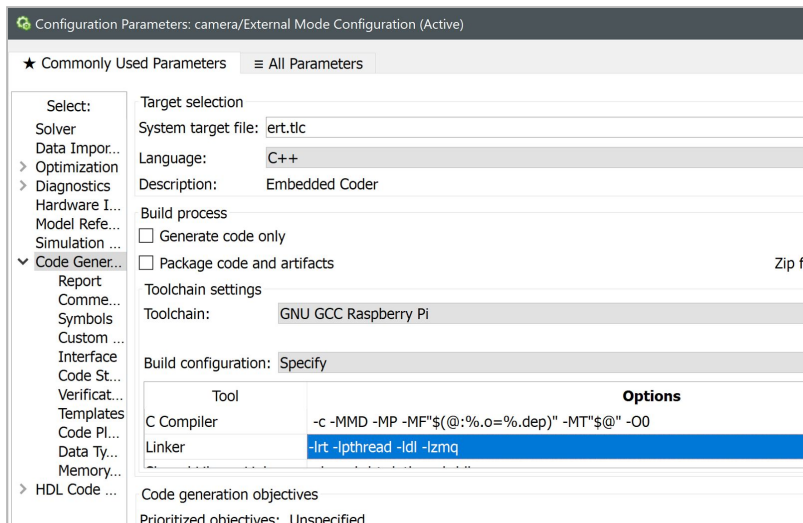 Configuration Parameters: camera/External Mode Configuration (Active)
★ Commonly Used Parameters
≡ All Parameters
Select:
Solver
Data Impor...
Optimization
Diagnostics
Hardware I...
Model Refe...
Simulation ...
Code Gener...
Report
Comme...
Symbols
Custom ...
Interface
Code St...
Verificat...
Templates
Code Pl...
Data Ty...
Memory...
HDL Code ...
Target selection
System target file: ert.tlc
Language: C++
Description: Embedded Coder
Build process
Generate code only
Package code and artifacts Zip f
Toolchain settings
Toolchain: GNU GCC Raspberry Pi
Build configuration: Specify
Tool Options
C Compiler -c -MMD -MP -MF"$(@:%.o=%.dep)" -MT"$@" -O0
Linker -lrt -lpthread -ldl -lzmq
Code generation objectives
Prioritized objectives: Unspecified